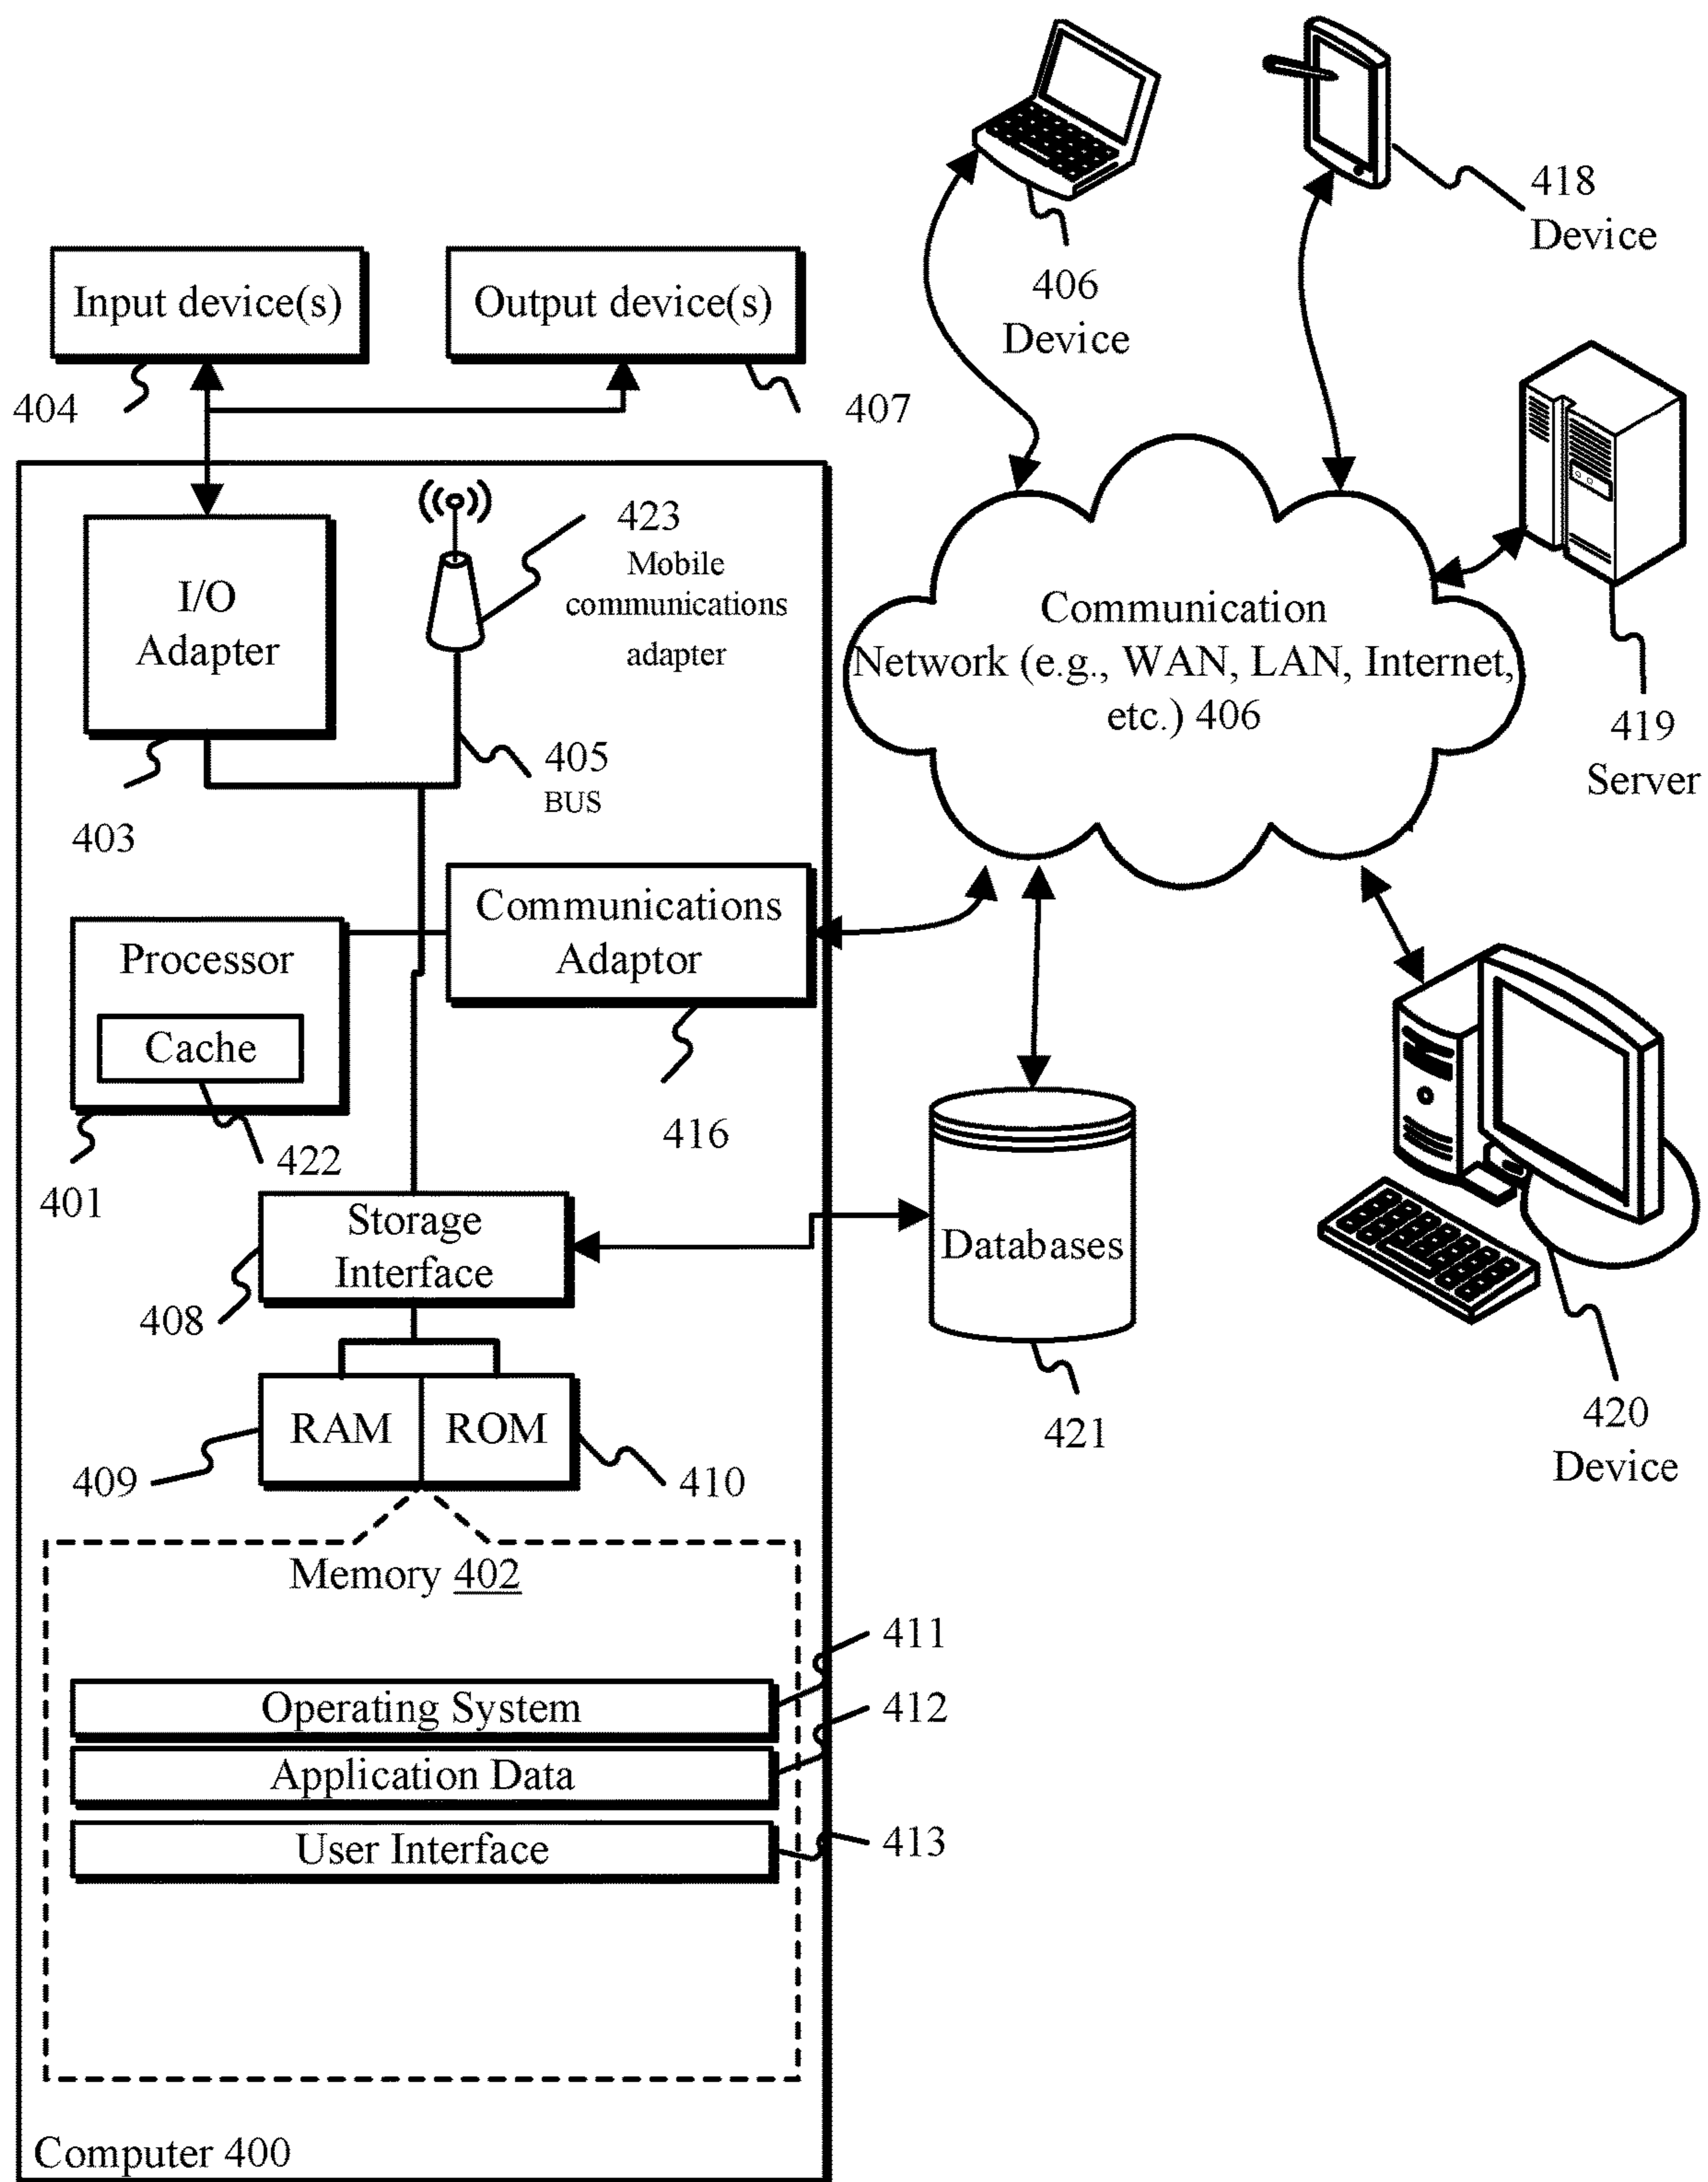 418
Device
406
Device
Input device(s)
Output device(s)
404
407
423
Mobile
communications
adapter
I/O
Adapter
Communication
Network (e.g., WAN, LAN, Internet,
etc.) 406
419
Server
405
BUS
403
Communications
Adaptor
Processor
Cache
416
422
401
Storage
Interface
Databases
408
420
Device
421
RAM
ROM
409
410
Memory 402
411
Operating System
412
Application Data
413
User Interface
Computer 400